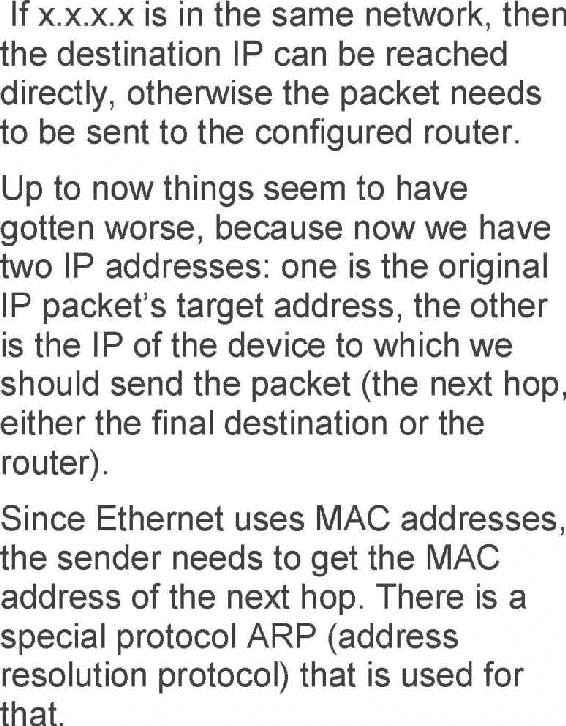 If x.x.x.x is in the same network, then
the destination IP can be reached
directly, otherwise the packet needs
to be sent to the configured router.
Up to now things seem to have
gotten worse, because now we have
two IP addresses: one is the original
IP packet's target address, the other
is the IP of the device to which we
should send the packet (the next hop,
either the final destination or the
router).
Since Ethernet uses MAC addresses,
the sender needs to get the MAC
address of the next hop. There is a
special protocol ARP (address
resolution protocol) that is used for
that.